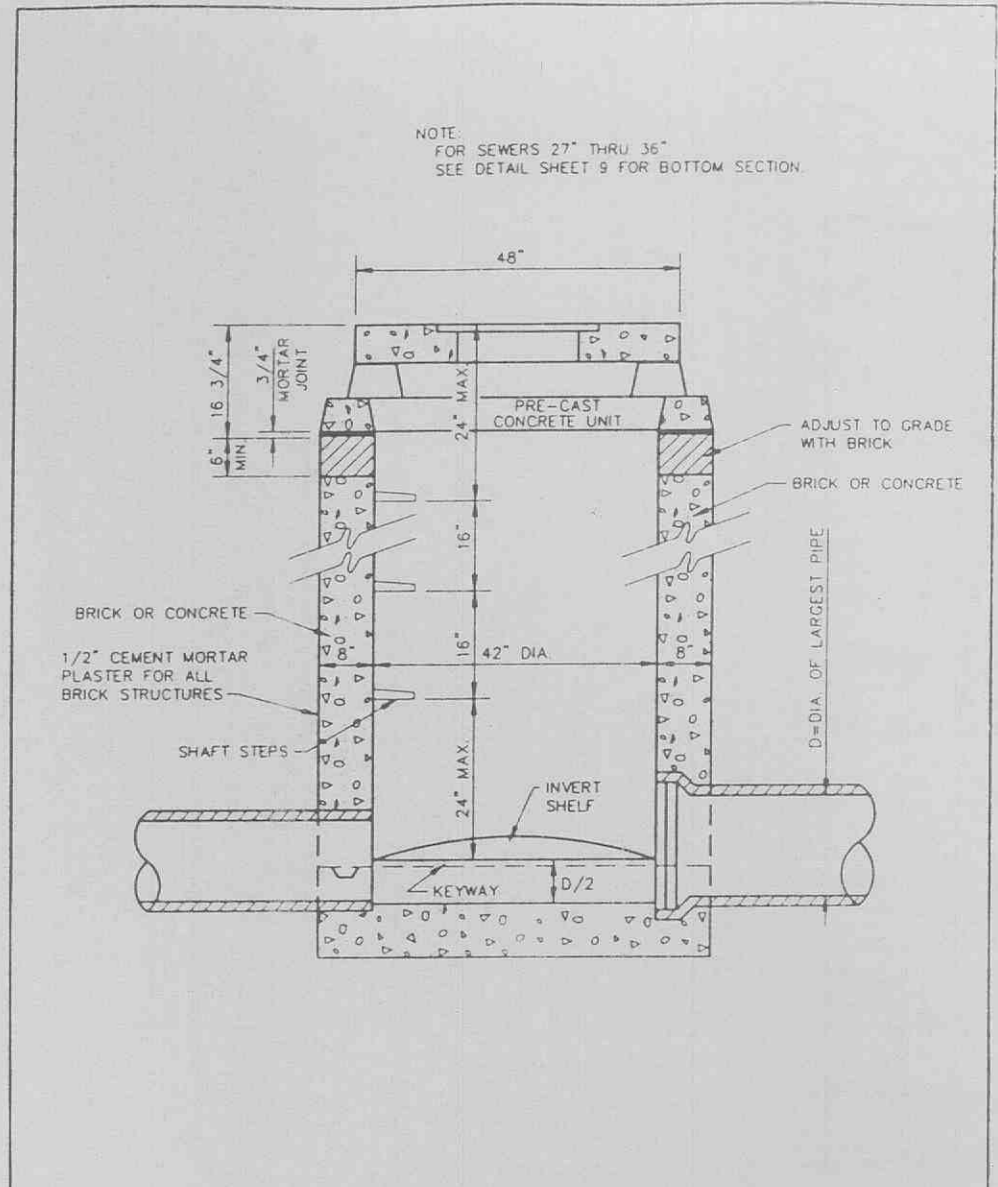 NOTE:
FOR SEWERS 27" THRU 36"
SEE DETAIL SHEET 9 FOR BOTTOM SECTION.
48"
16 3/4"
3/4"
MORTAR
JOINT
6"
MIN
24" MAX.
PRE-CAST
CONCRETE UNIT
ADJUST TO GRADE
WITH BRICK
BRICK OR CONCRETE
16"
D=DIA OF LARGEST PIPE
BRICK OR CONCRETE
1/2" CEMENT MORTAR
PLASTER FOR ALL
BRICK STRUCTURES
8"
16"
42" DIA.
8"
SHAFT STEPS
24" MAX.
INVERT
SHELF
KEYWAY
D/2